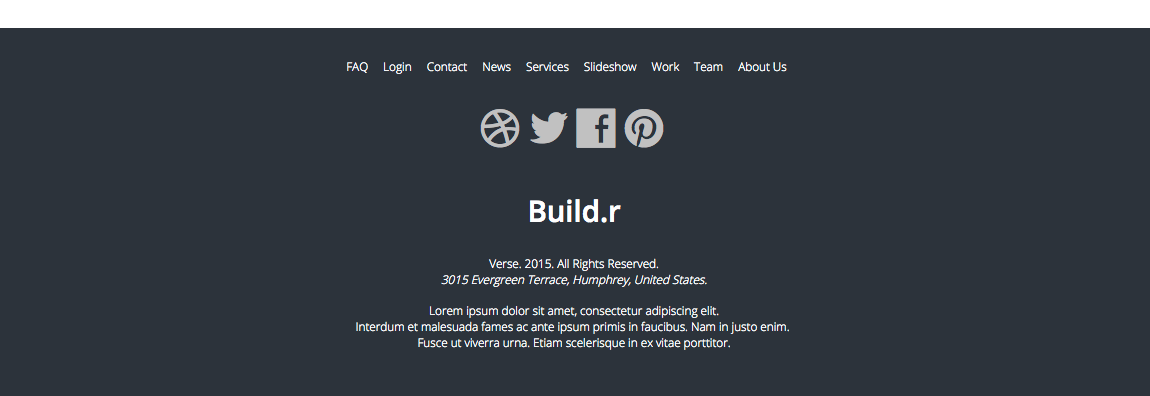 FAQ Login Contact News Services Slideshow Work Team About Us
Build.r
Verse. 2015. All Rights Reserved.
3015 Evergreen Terrace, Humphrey, United States.
Lorem ipsum dolor sit amet, consectetur adipiscing elit.
Interdum et malesuada fames ac ante ipsum primis in faucibus. Nam in justo enim.
Fusce ut viverra urna. Etiam scelerisque in ex vitae porttitor.